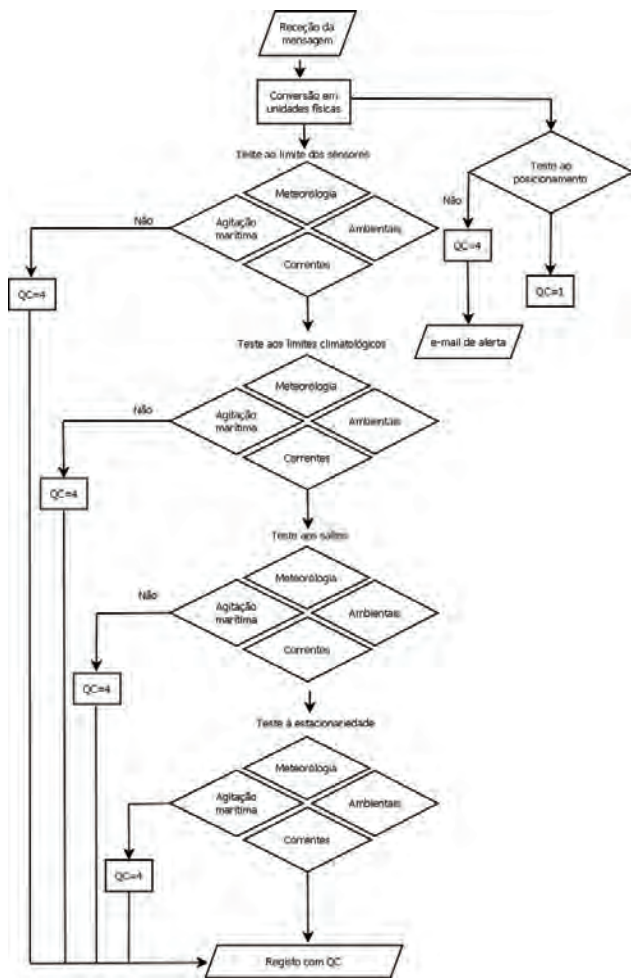 Receção da
mensagem
Conversão em
unidades físicas
Teste ao limite dos sensores
Meteorologia
Agitação
marítima
Ambientais
Correntes
Não
QC=4
Teste ao
posicionamento
Não
QC=4
QC=1
e-mail de alerta
Teste aos limites climatológicos
Meteorologia
Agitação
marítima
Ambientais
Correntes
Não
QC=4
Teste aos saltos
Meteorologia
Agitação
marítima
Ambientais
Correntes
Não
QC=4
Teste à estacionariedade
Meteorologia
Agitação
marítima
Ambientais
Correntes
QC=4
Registo com QC